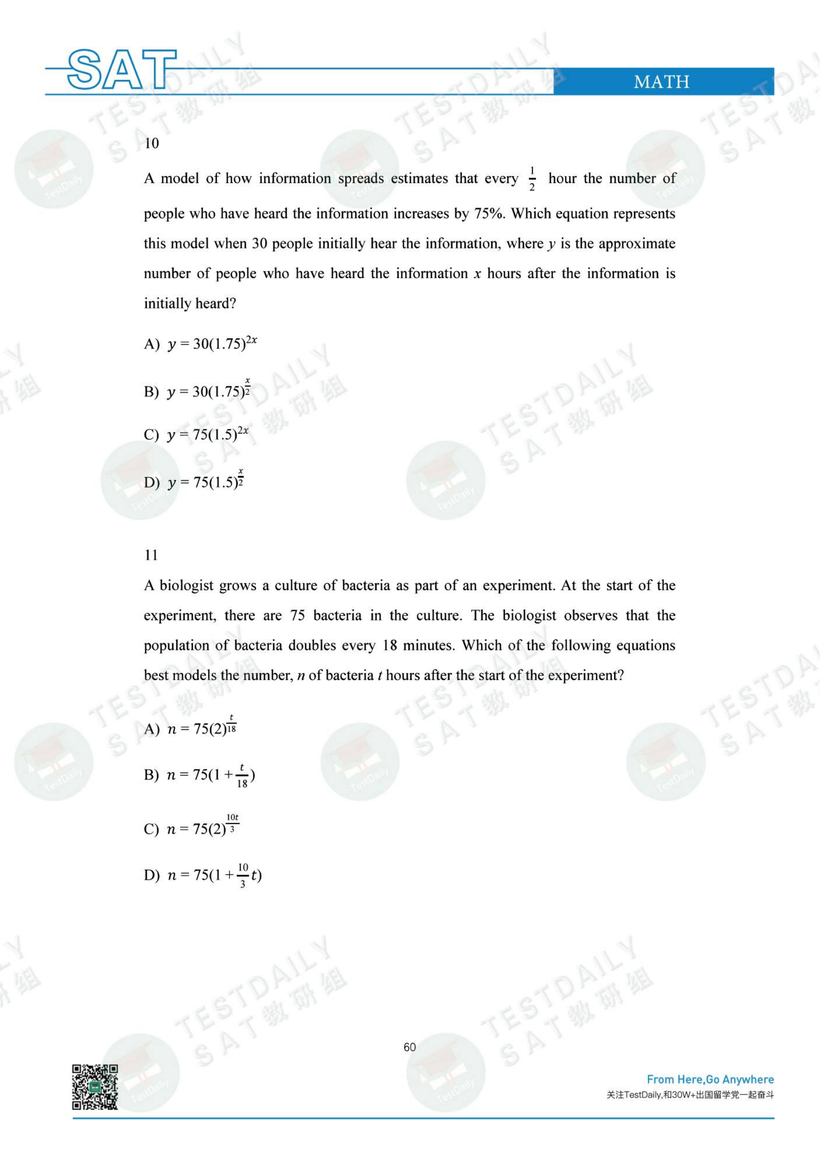 SAT
MATH
10
A model of how information spreads estimates that every 1/2 hour the number of
people who have heard the information increases by 75%. Which equation represents
this model when 30 people initially hear the information, where y is the approximate
number of people who have heard the information x hours after the information is
initially heard?
A) y = 30(1.75)^(2x)
B) y = 30(1.75)^(x/2)
C) y = 75(1.5)^(2x)
D) y = 75(1.5)^(x/2)
11
A biologist grows a culture of bacteria as part of an experiment. At the start of the
experiment, there are 75 bacteria in the culture. The biologist observes that the
population of bacteria doubles every 18 minutes. Which of the following equations
best models the number, n of bacteria t hours after the start of the experiment?
A) n = 75(2)^(t/18)
B) n = 75(1 + t/18)
C) n = 75(2)^(10t/3)
D) n = 75(1 + 10/3 t)
60
From Here,Go Anywhere
关注TestDaily,和30W+出国留学党一起奋斗
TESTDAILY
SAT教研组
TestDaily